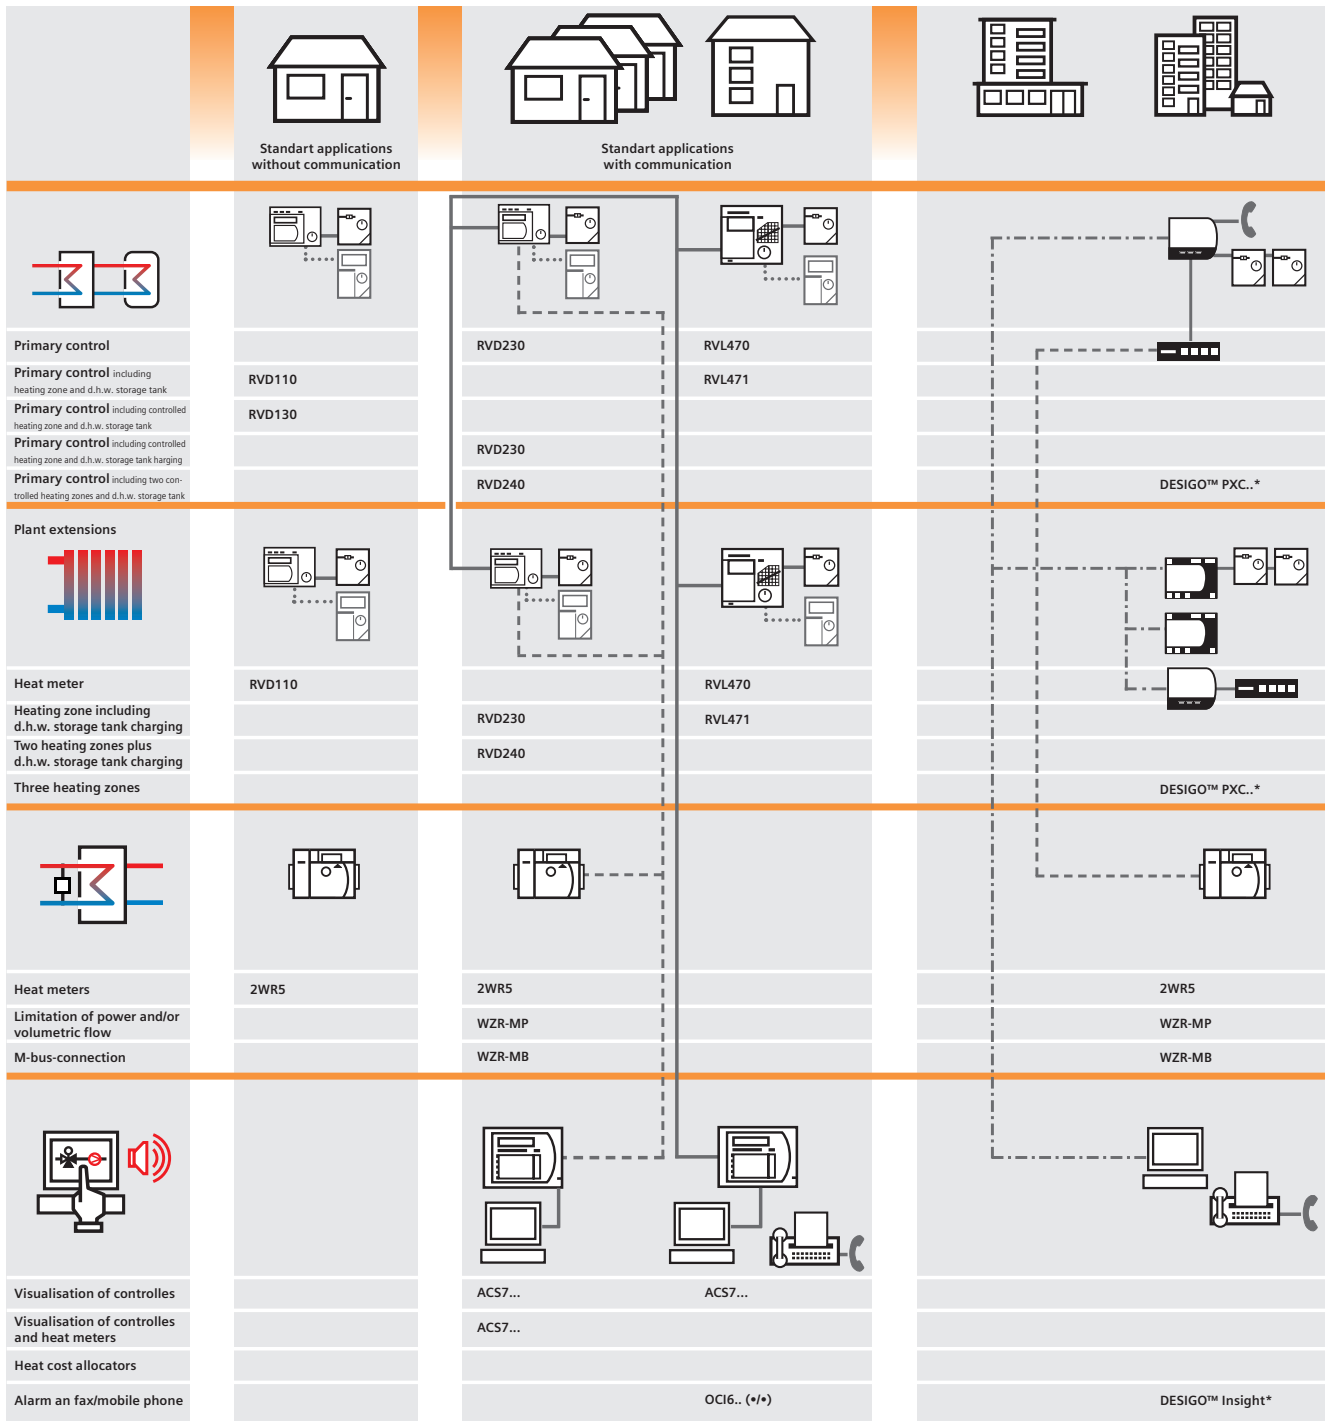 Standart applications
without communication
Standart applications
with communication
Primary control
RVD230
RVL470
Primary control including
heating zone and d.h.w. storage tank
RVD110
RVL471
Primary control including controlled
heating zone and d.h.w. storage tank
RVD130
Primary control including controlled
heating zone and d.h.w. storage tank harging
RVD230
Primary control including two con-
trolled heating zones and d.h.w. storage tank
RVD240
DESIGO™ PXC..*
Plant extensions
Heat meter
RVD110
RVL470
Heating zone including
d.h.w. storage tank charging
RVD230
RVL471
Two heating zones plus
d.h.w. storage tank charging
RVD240
Three heating zones
DESIGO™ PXC..*
Heat meters
2WR5
2WR5
2WR5
Limitation of power and/or
volumetric flow
WZR-MP
WZR-MP
M-bus-connection
WZR-MB
WZR-MB
Visualisation of controlles
ACS7...
ACS7...
Visualisation of controlles
and heat meters
ACS7...
Heat cost allocators
Alarm an fax/mobile phone
OCI6.. (•/•)
DESIGO™ Insight*